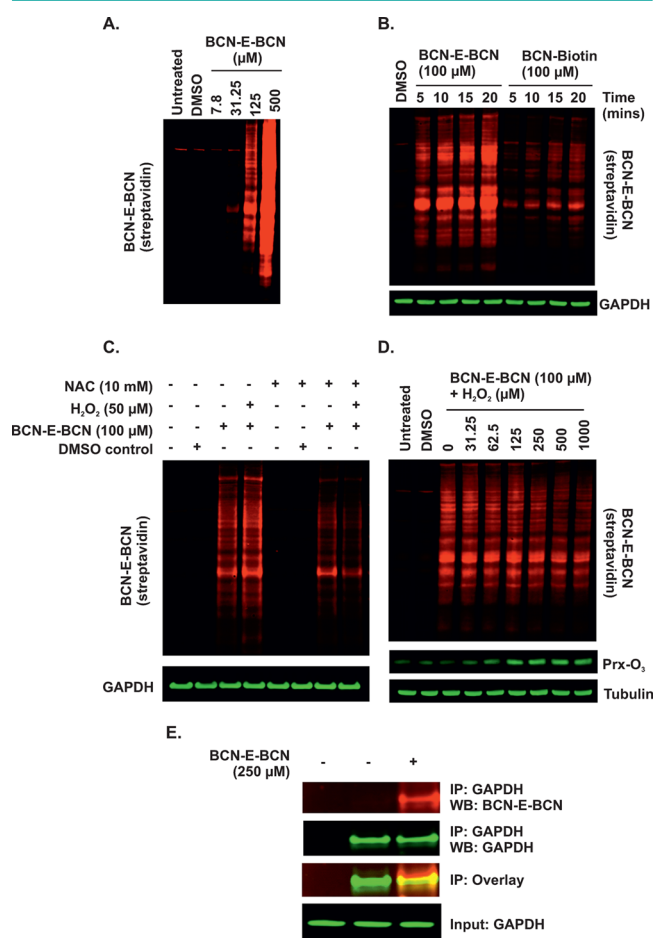 A.
BCN-E-BCN
(µM)
Untreated
DMSO
7.8
31.25
125
500
BCN-E-BCN
(streptavidin)
B.
BCN-E-BCN
(100 µM)
BCN-Biotin
(100 µM)
DMSO
5 10 15 20 5 10 15 20 Time
(mins)
BCN-E-BCN
(streptavidin)
GAPDH
C.
NAC (10 mM) - - - - + + + +
H₂O₂ (50 µM) - - - + - - - +
BCN-E-BCN (100 µM) - - + + - - + +
DMSO control - + - - - + - -
BCN-E-BCN
(streptavidin)
GAPDH
D.
BCN-E-BCN (100 µM)
+ H₂O₂ (µM)
Untreated
DMSO
0
31.25
62.5
125
250
500
1000
BCN-E-BCN
(streptavidin)
Prx-O₃
Tubulin
E.
BCN-E-BCN
(250 µM)
- - +
IP: GAPDH
WB: BCN-E-BCN
IP: GAPDH
WB: GAPDH
IP: Overlay
Input: GAPDH